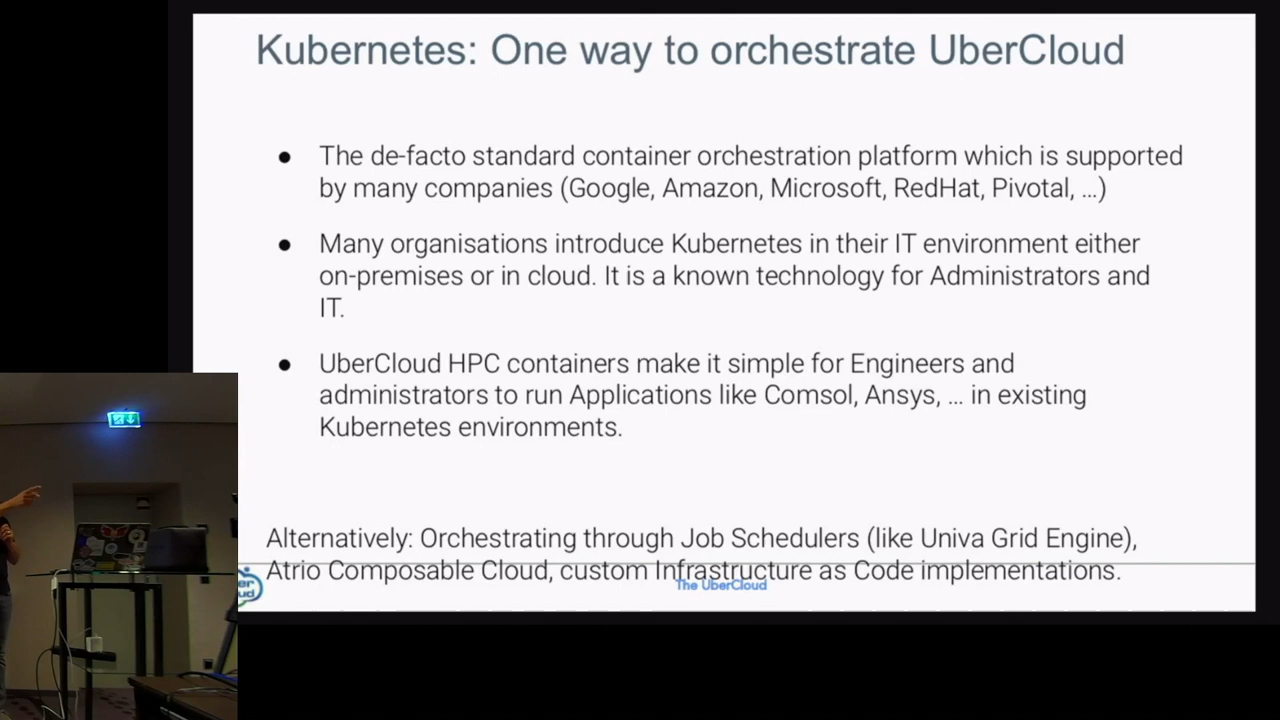 Kubernetes: One way to orchestrate UberCloud
● The de-facto standard container orchestration platform which is supported
by many companies (Google, Amazon, Microsoft, RedHat, Pivotal, ...)
● Many organisations introduce Kubernetes in their IT environment either
on-premises or in cloud. It is a known technology for Administrators and
IT.
● UberCloud HPC containers make it simple for Engineers and
administrators to run Applications like Comsol, Ansys, ... in existing
Kubernetes environments.
Alternatively: Orchestrating through Job Schedulers (like Univa Grid Engine),
Atrio Composable Cloud, custom Infrastructure as Code implementations.
er
ud
The UberCloud